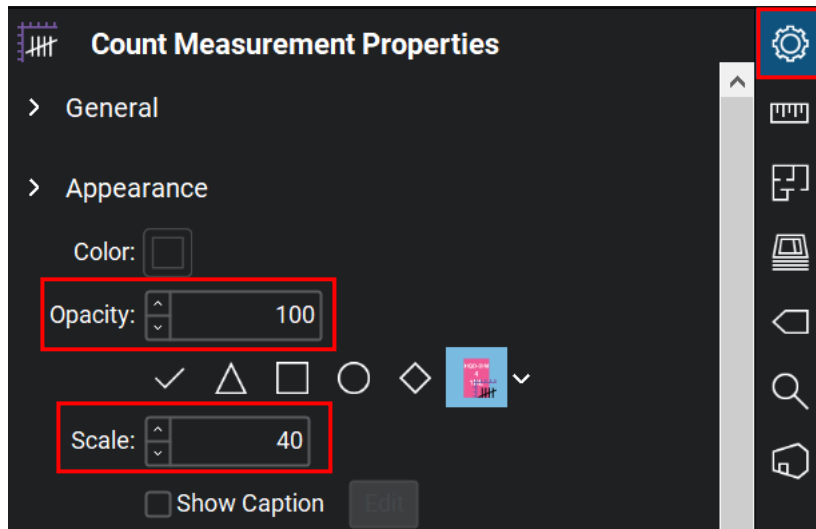 Count Measurement Properties
General
Appearance
Color:
Opacity: 100
Scale: 40
Show Caption Edit